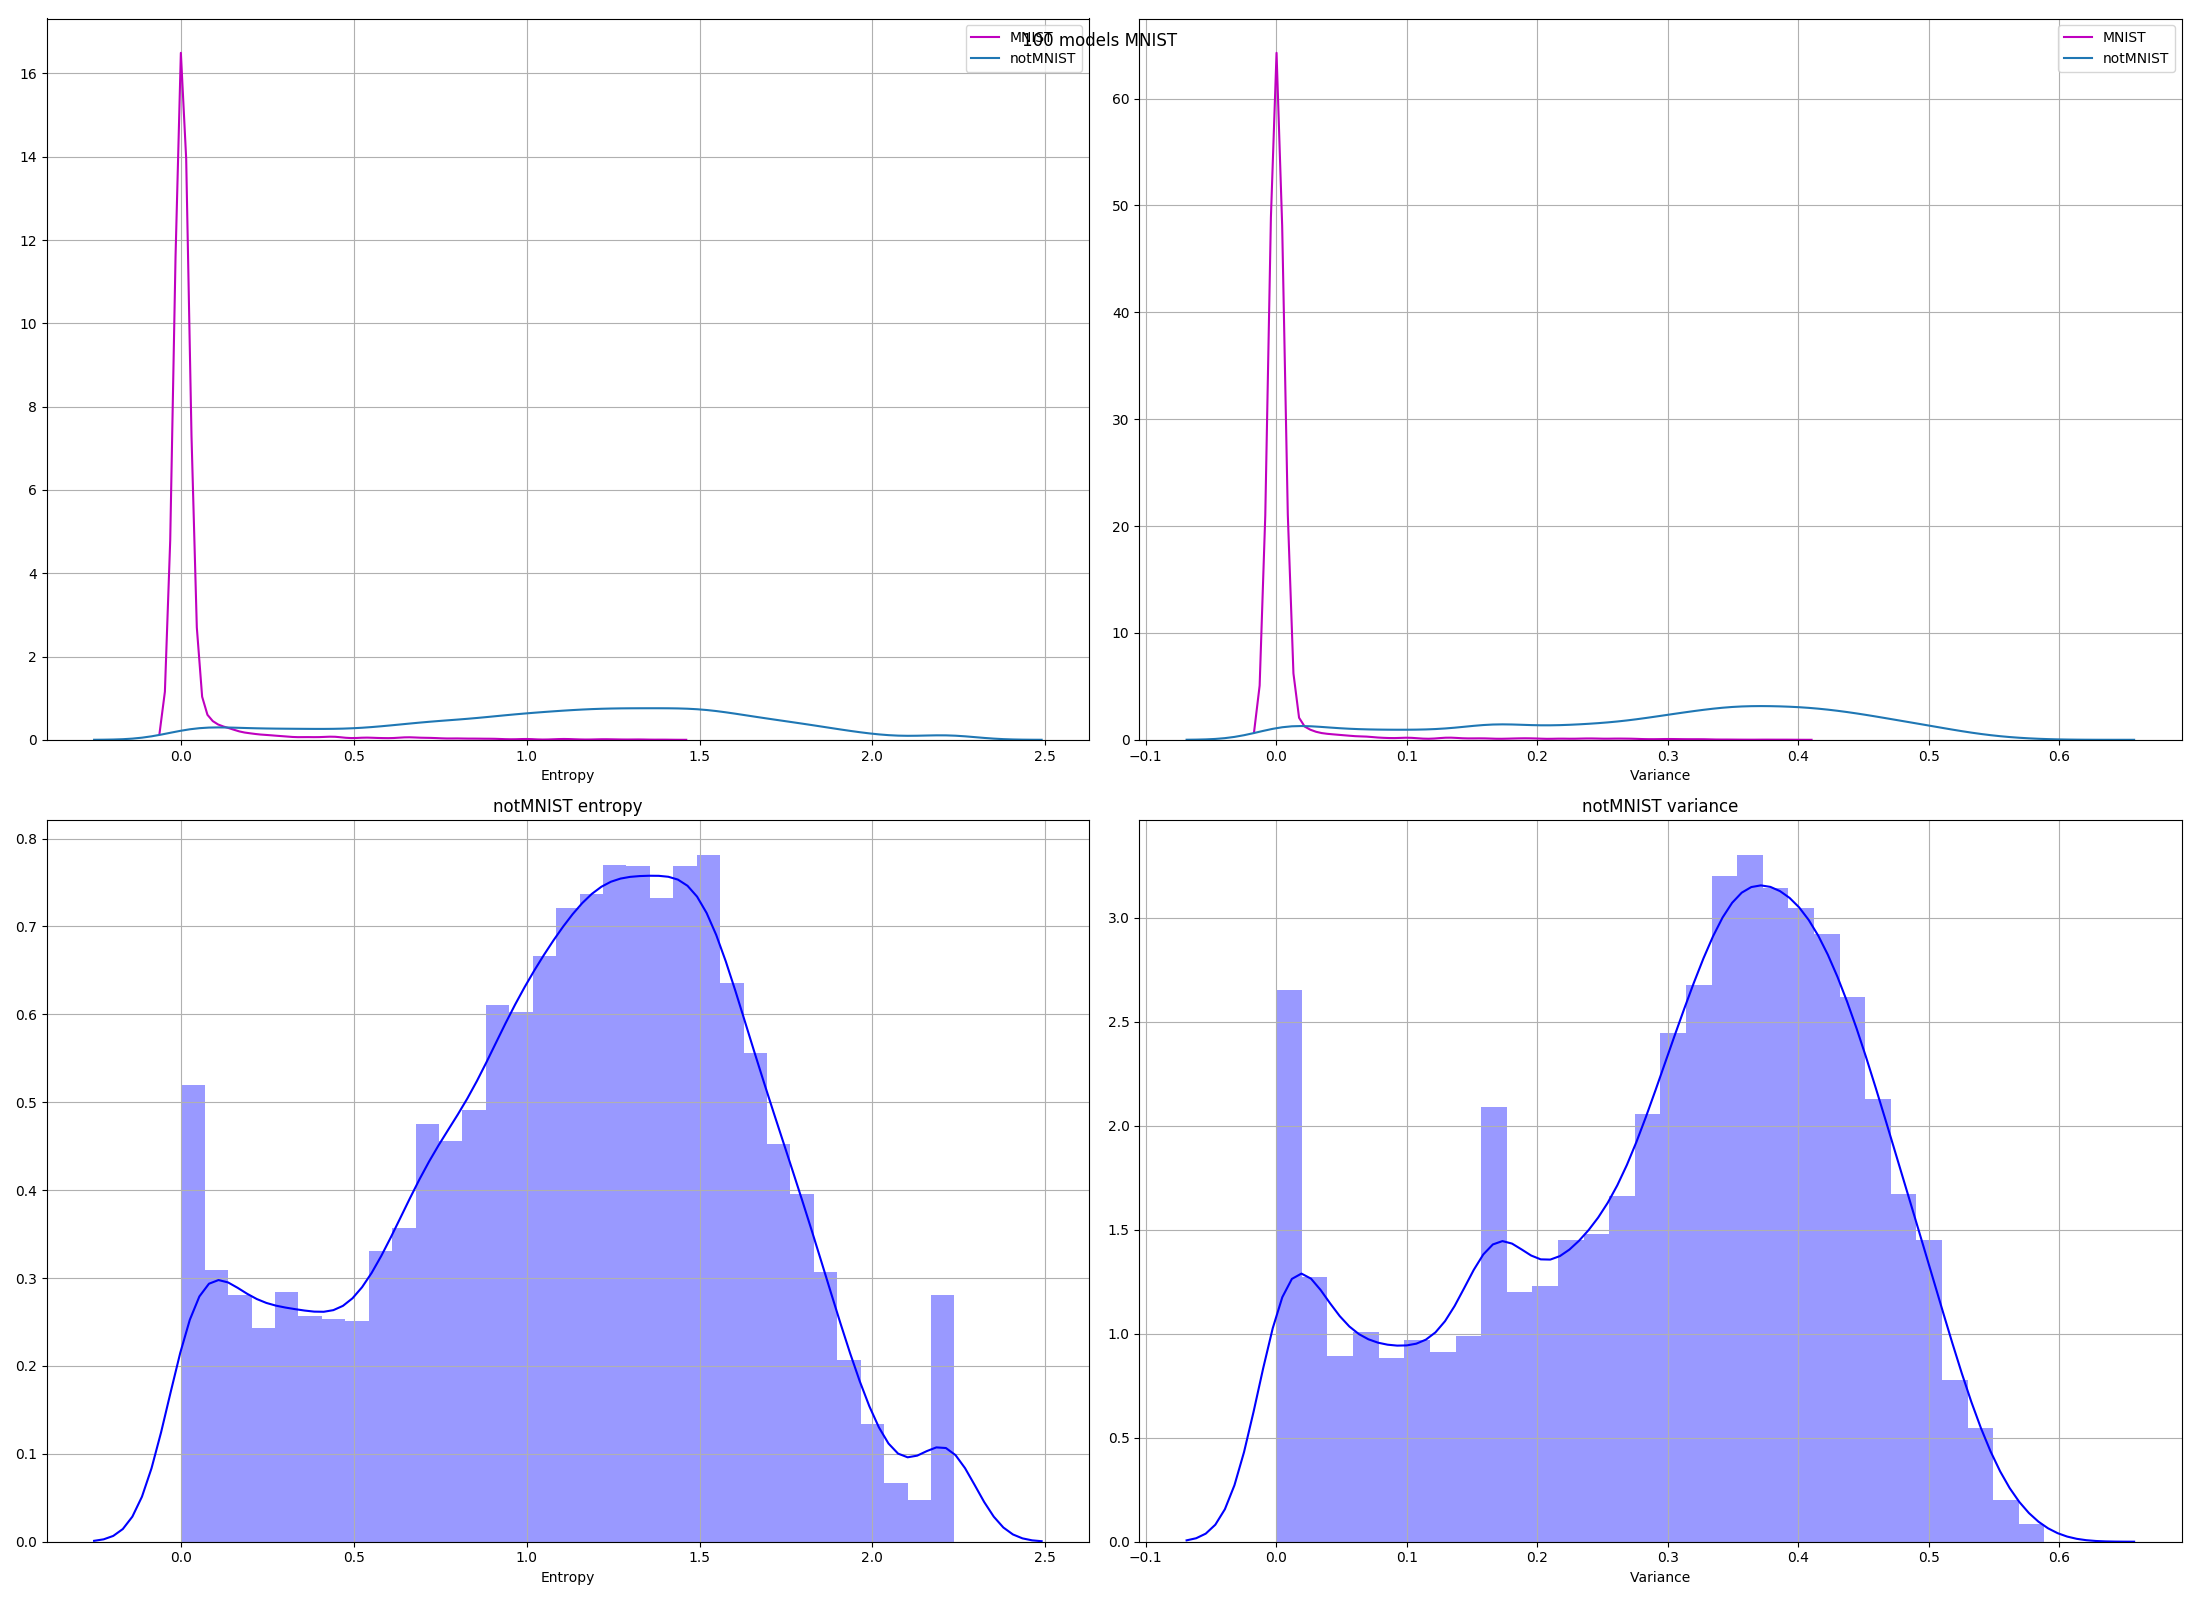 100 models MNIST
MNIST
notMNIST
16
14
12
10
8
6
4
2
0
0.0 0.5 1.0 1.5 2.0 2.5
Entropy
MNIST
notMNIST
60
50
40
30
20
10
0
−0.1 0.0 0.1 0.2 0.3 0.4 0.5 0.6
Variance
notMNIST entropy
0.8
0.7
0.6
0.5
0.4
0.3
0.2
0.1
0.0
0.0 0.5 1.0 1.5 2.0 2.5
Entropy
notMNIST variance
3.0
2.5
2.0
1.5
1.0
0.5
0.0
−0.1 0.0 0.1 0.2 0.3 0.4 0.5 0.6
Variance